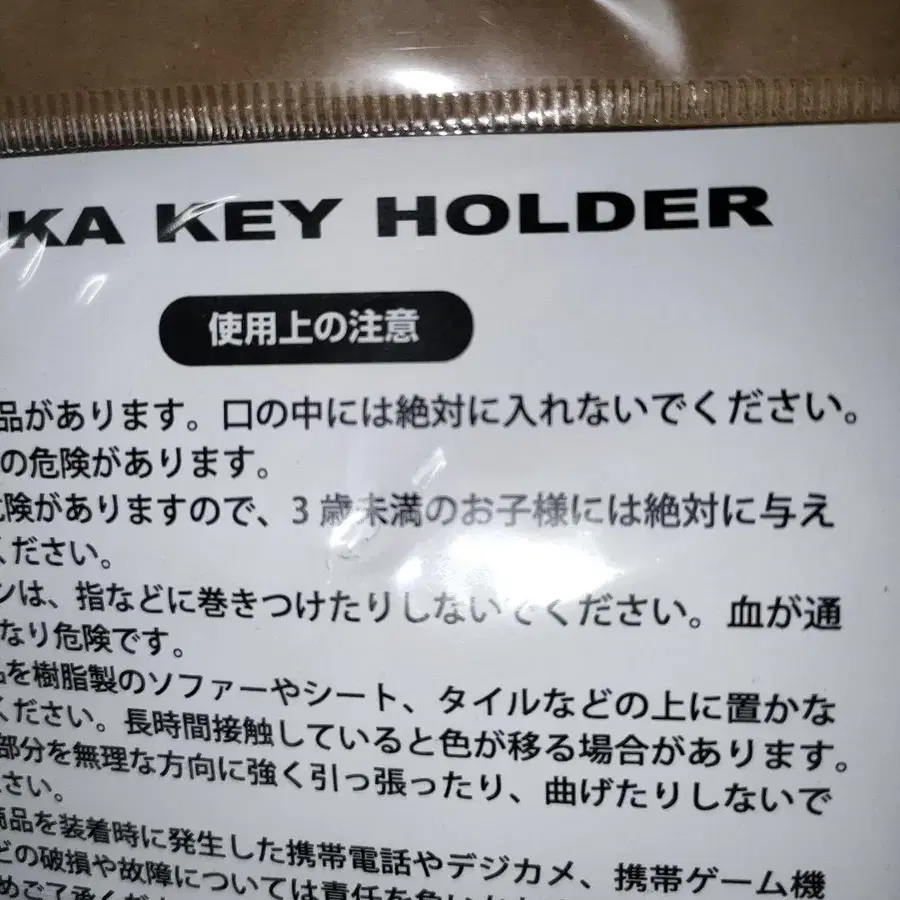 KA KEY HOLDER
使用上の注意
品があります。口の中には絶対に入れないでください。
の危険があります。
険がありますので、3歳未満のお子様には絶対に与え
ください。
ンは、指などに巻きつけたりしないでください。血が通
なり危険です。
品を樹脂製のソファーやシート、タイルなどの上に置かな
ください。長時間接触していると色が移る場合があります。
部分を無理な方向に強く引っ張ったり、曲げたりしないで
さい。
商品を装着時に発生した携帯電話やデジカメ、携帯ゲーム機
どの破損や故障については責任を負い
めご了承くだ